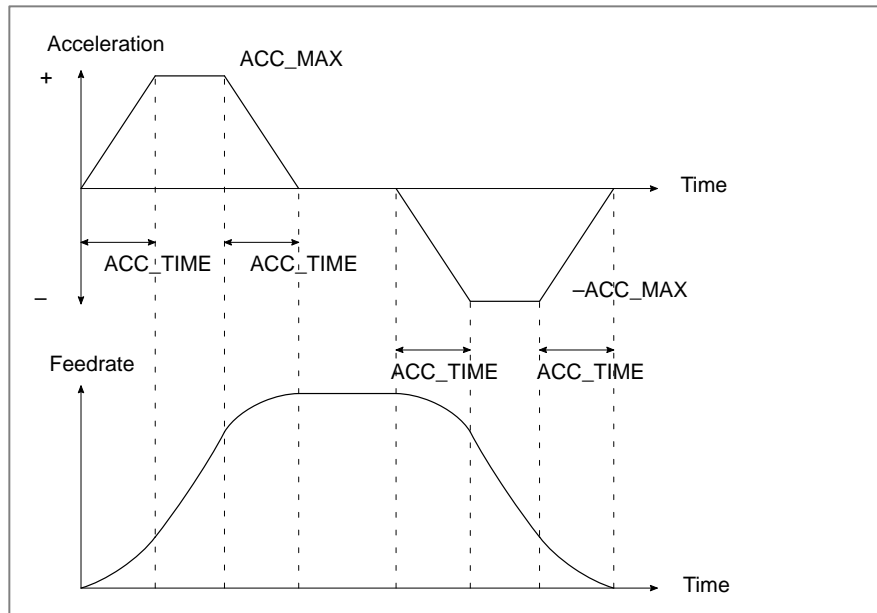 Acceleration
+
ACC_MAX
Time
ACC_TIME
ACC_TIME
–
–ACC_MAX
Feedrate
ACC_TIME
ACC_TIME
Time